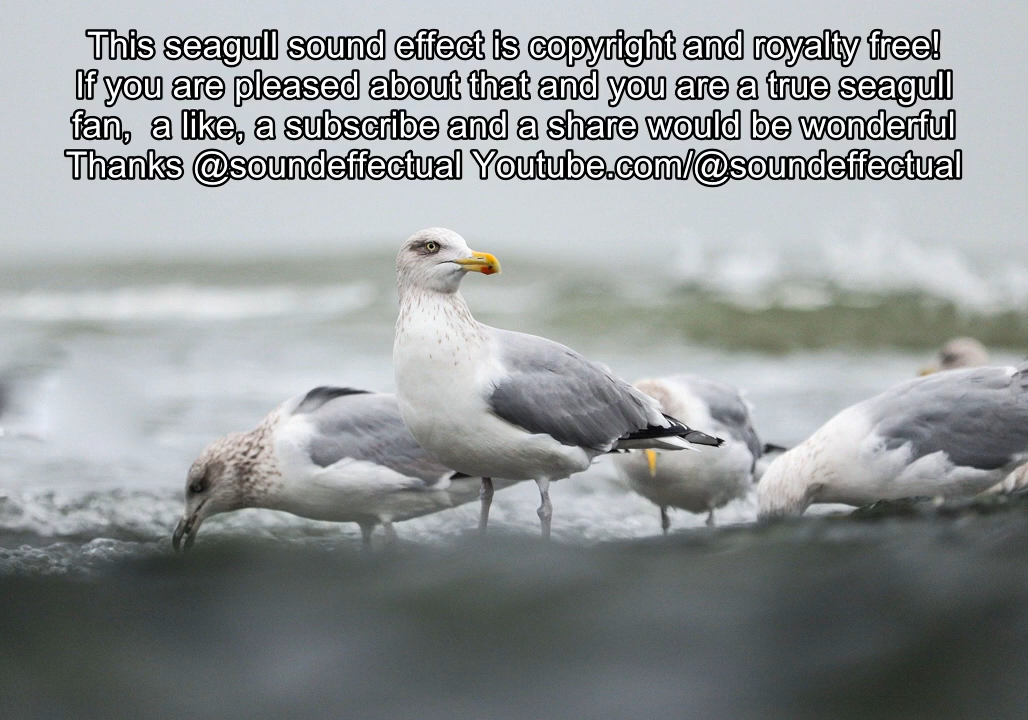 This seagull sound effect is copyright and royalty free!
If you are pleased about that and you are a true seagull
fan,  a like, a subscribe and a share would be wonderful
Thanks @soundeffectual Youtube.com/@soundeffectual